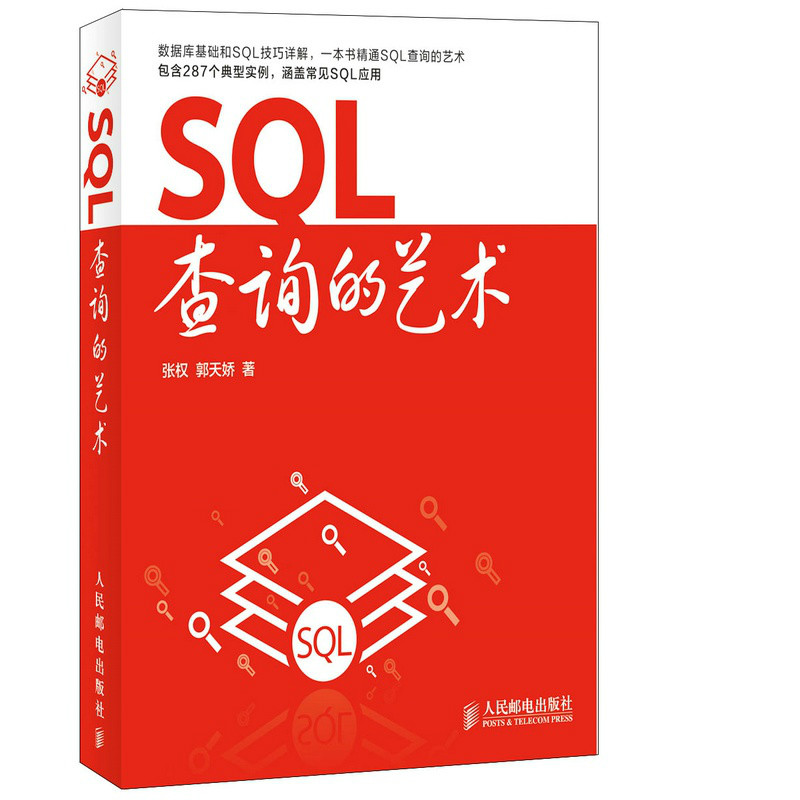 数据库基础和SQL技巧详解，一本书精通SQL查询的艺术
包含287个典型实例，涵盖常见SQL应用
SQL
查询的艺术
张权 郭天娇 著
SQL
SQL
人民邮电出版社
POSTS & TELECOM PRESS
SQL
SQL
查询的艺术
人民邮电出版社